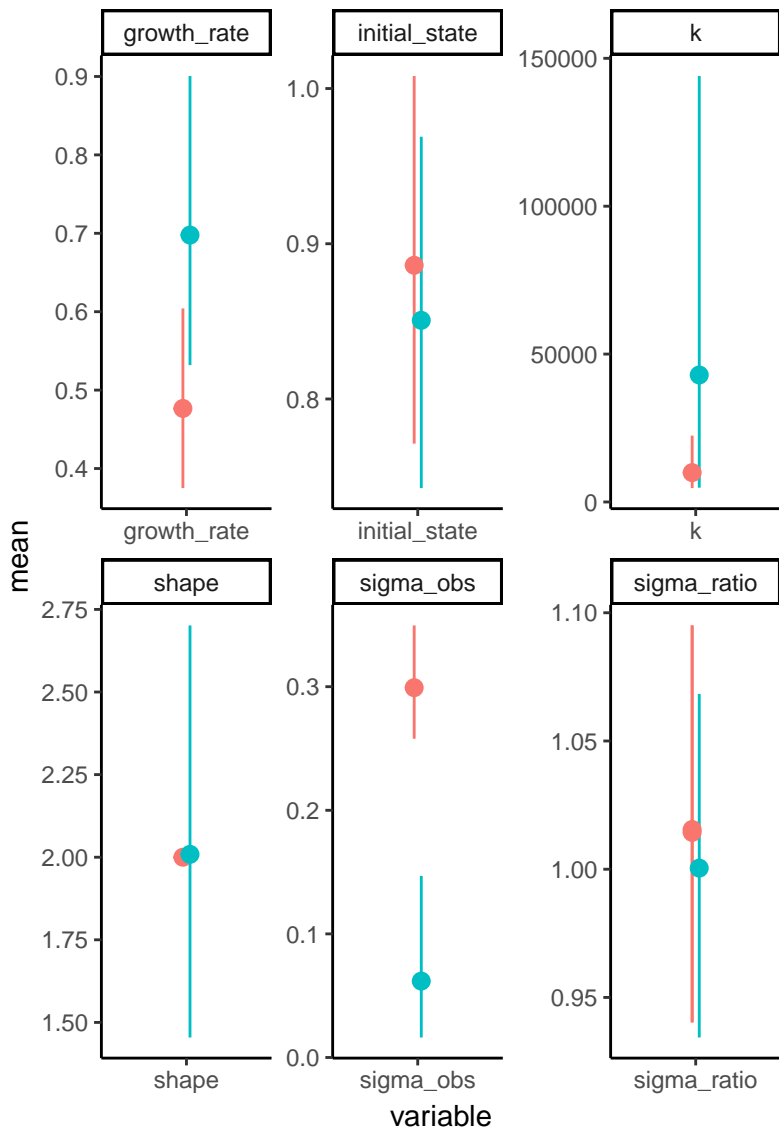 growth_rate
initial_state
k
0.9
0.8
0.7
0.6
0.5
0.4
1.0
0.9
0.8
150000
100000
50000
0
growth_rate
initial_state
k
mean
shape
sigma_obs
sigma_ratio
2.75
2.50
2.25
2.00
1.75
1.50
0.3
0.2
0.1
0.0
1.10
1.05
1.00
0.95
shape
sigma_obs
sigma_ratio
variable